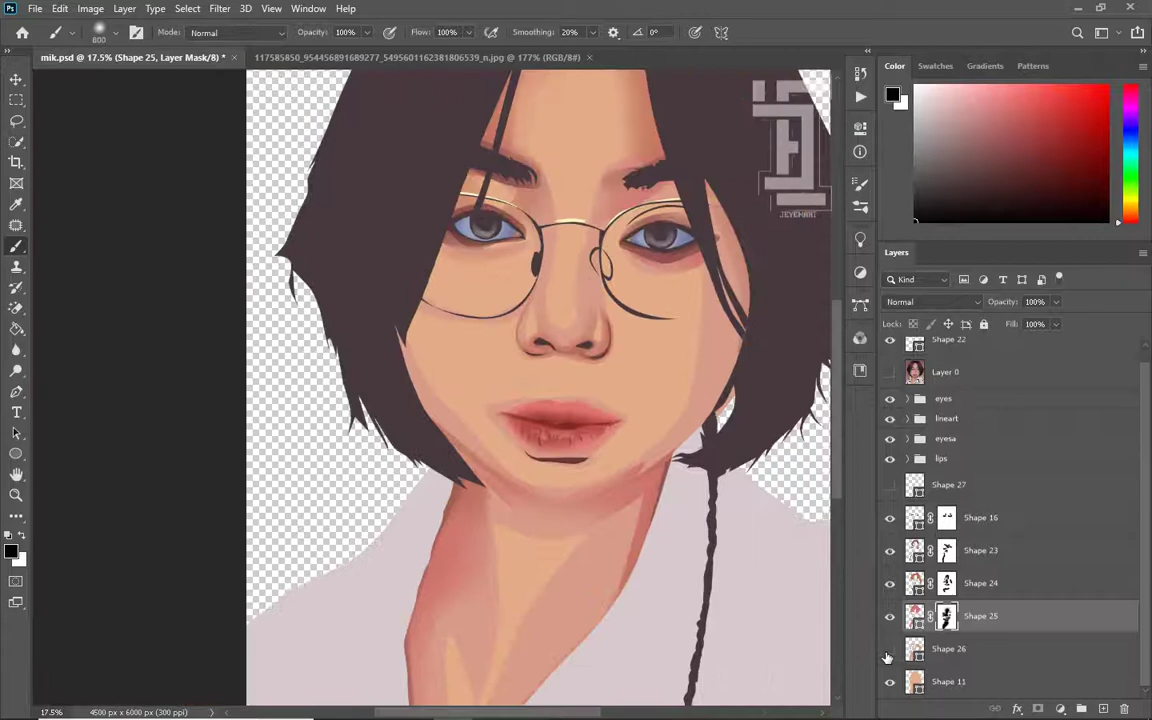 Ps File Edit Image Layer Type Select Filter 3D View Window Help
600 Mode: Normal Opacity: 100% Flow: 100% Smoothing: 20% 0°
mik.psd @ 17.5% (Shape 25, Layer Mask/8) * × 117585850_954456891689277_5495601162381806539_n.jpg @ 177% (RGB/8#) ×
Color Swatches Gradients Patterns
JEYEMARI
Layers
Kind
Normal Opacity: 100%
Lock: Fill: 100%
Shape 22
Layer 0
eyes
lineart
eyesa
lips
Shape 27
Shape 16
Shape 23
Shape 24
Shape 25
Shape 26
Shape 11
17.5% 4500 px x 6000 px (300 ppi)